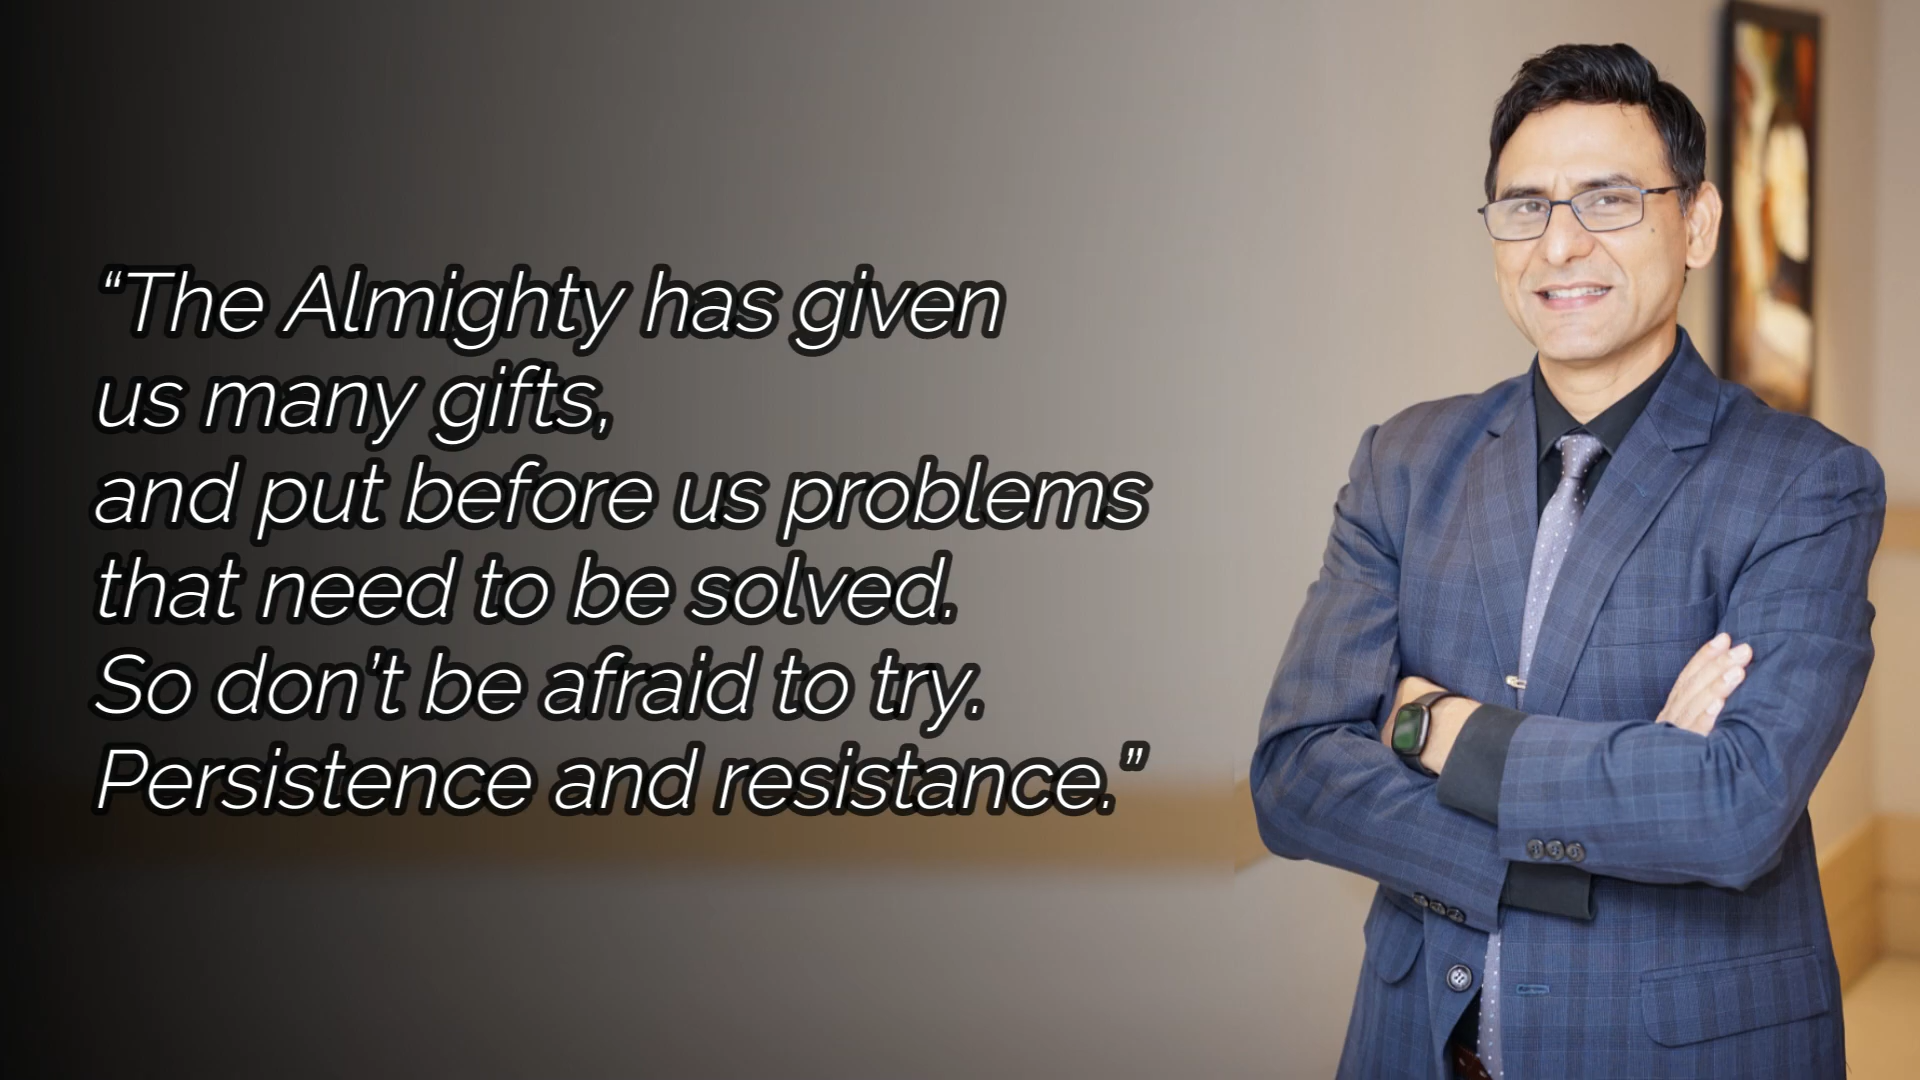 “The Almighty has given
us many gifts,
and put before us problems
that need to be solved.
So don’t be afraid to try.
Persistence and resistance.”